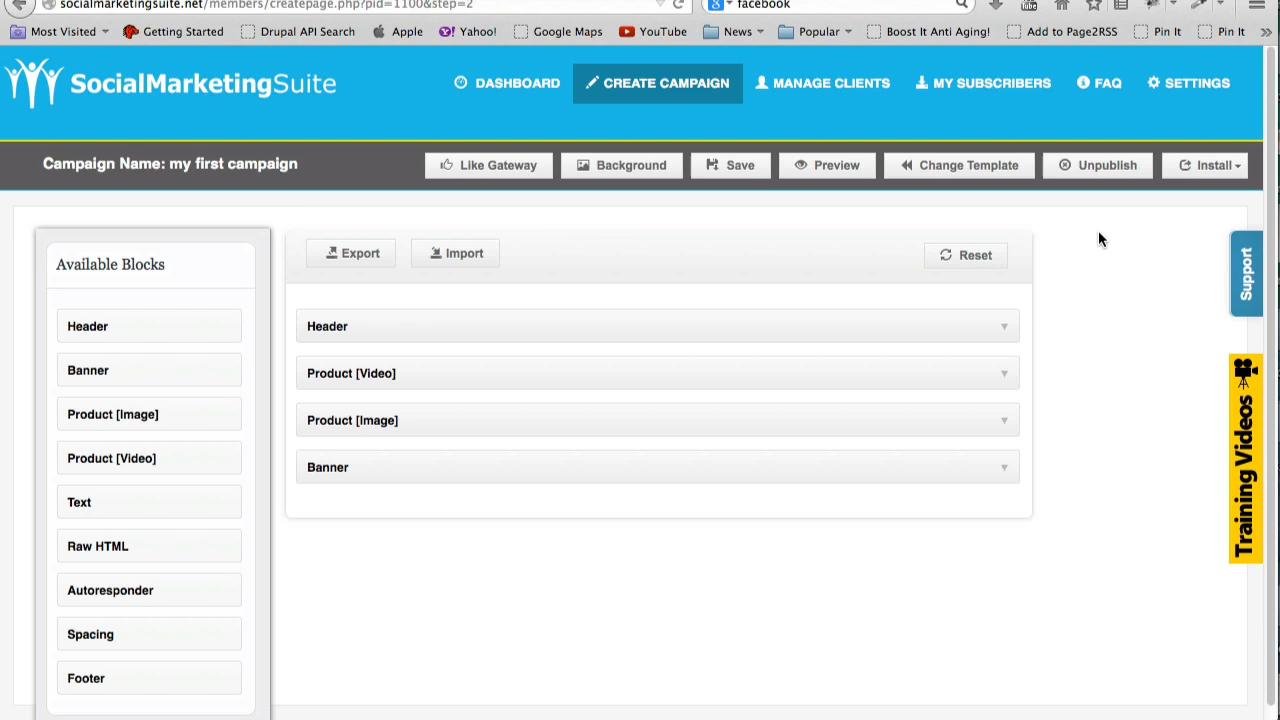 socialmarketingsuite.net/members/createpage.php?pid=1100&step=2
facebook
Most Visited
Getting Started
Drupal API Search
Apple
Yahoo!
Google Maps
YouTube
News
Popular
Boost It Anti Aging!
Add to Page2RSS
Pin It
Pin It
SocialMarketingSuite
DASHBOARD
CREATE CAMPAIGN
MANAGE CLIENTS
MY SUBSCRIBERS
FAQ
SETTINGS
Campaign Name: my first campaign
Like Gateway
Background
Save
Preview
Change Template
Unpublish
Install
Available Blocks
Header
Banner
Product [Image]
Product [Video]
Text
Raw HTML
Autoresponder
Spacing
Footer
Export
Import
Reset
Header
Product [Video]
Product [Image]
Banner
Support
Training Videos